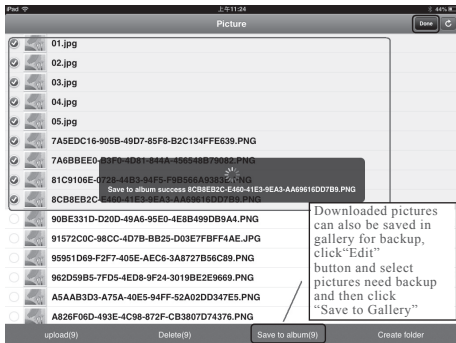 iPad 上午11:24 44%
Picture
Done
01.jpg
02.jpg
03.jpg
04.jpg
05.jpg
7A5EDC16-905B-49D7-85F8-B2C134FFE639.PNG
7A6BBEE0-B3F0-4D81-844A-456548B79082.PNG
81C9106E-0728-44B3-94F5-F9B566A9383E.PNG
Save to album success 8CB8EB2C-E460-41E3-9EA3-AA69616DD7B9.PNG
8CB8EB2C-E460-41E3-9EA3-AA69616DD7B9.PNG
90BE331D-D20D-49A6-95E0-4E8B499DB9A4.PNG
91572C0C-98CC-4D7B-BB25-D03E7FBFF4AE.JPG
95951D69-F2F7-405E-AEC6-3A8727B56C89.PNG
962D59B5-7FD5-4ED8-9F24-3019BE2E9669.PNG
A5AAB3D3-A75A-40E5-94FF-52A02DD347E5.PNG
A826F06D-493E-4C98-872F-CB3807D74376.PNG
Downloaded pictures
can also be saved in
gallery for backup,
click“Edit”
button and select
pictures need backup
and then click
“Save to Gallery”
upload(9) Delete(9) Save to album(9) Create folder